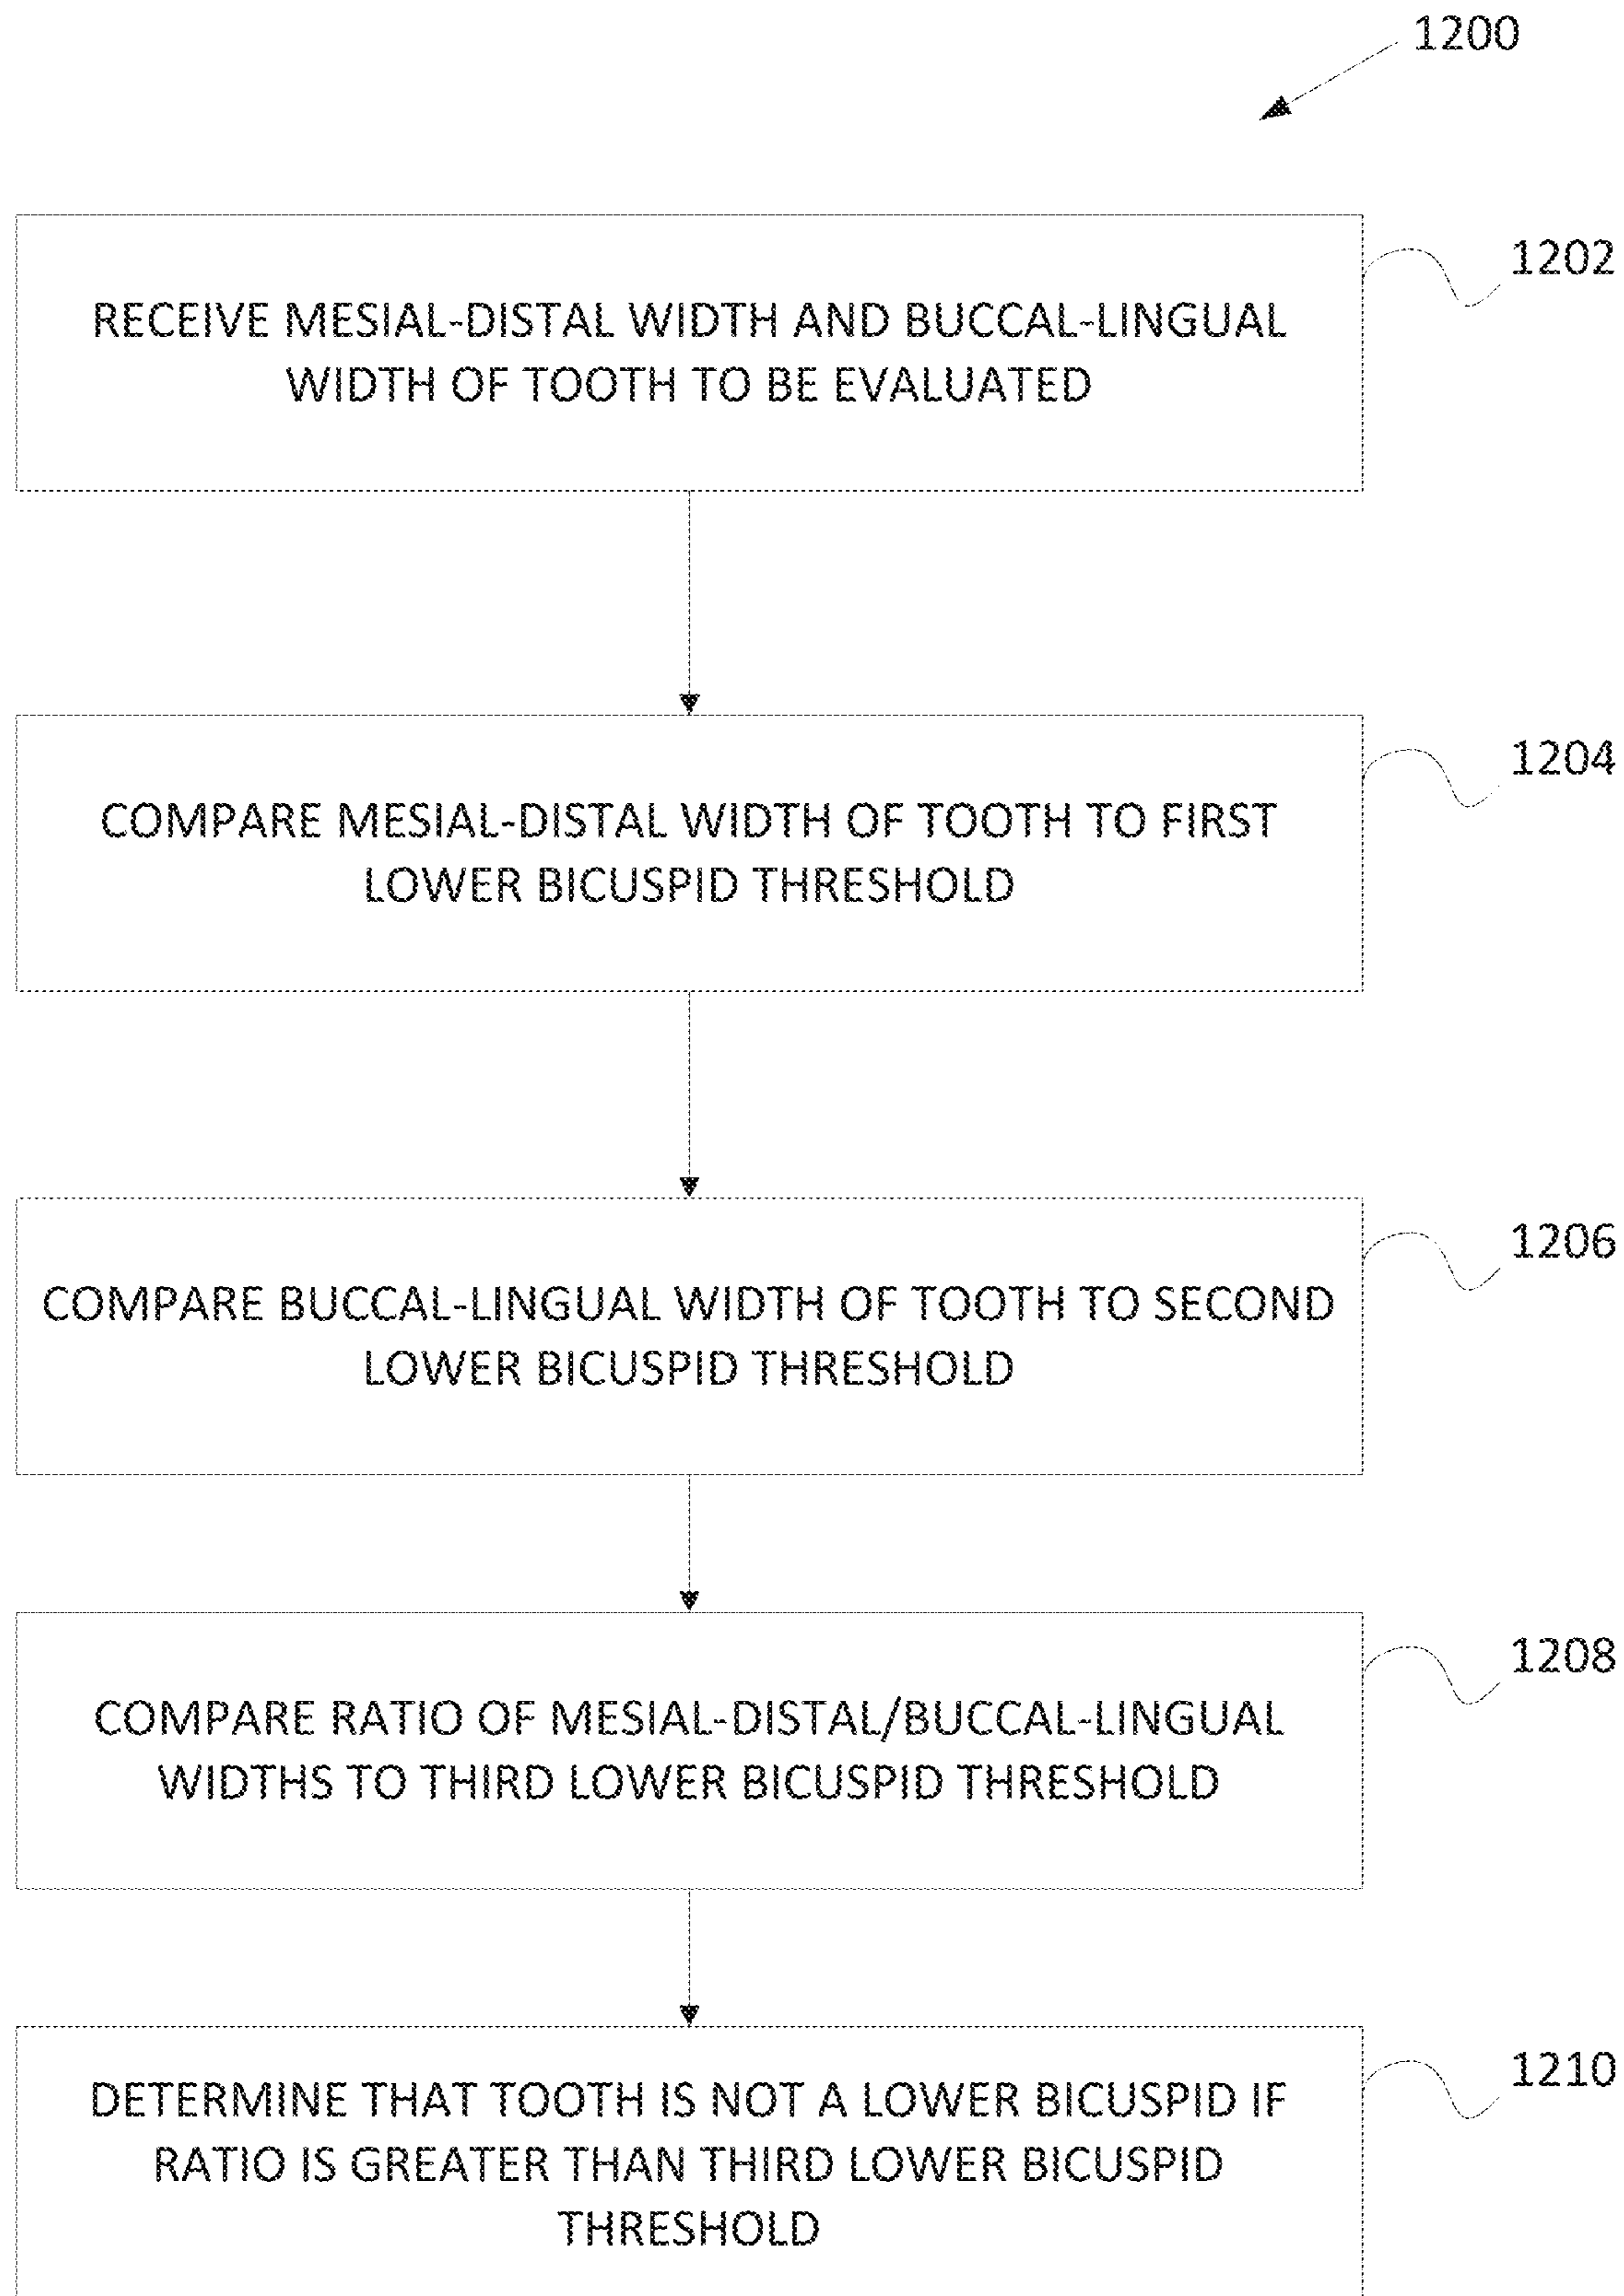 1200
1202
RECEIVE MESIAL-DISTAL WIDTH AND BUCCAL-LINGUAL
WIDTH OF TOOTH TO BE EVALUATED
1204
COMPARE MESIAL-DISTAL WIDTH OF TOOTH TO FIRST
LOWER BICUSPID THRESHOLD
1206
COMPARE BUCCAL-LINGUAL WIDTH OF TOOTH TO SECOND
LOWER BICUSPID THRESHOLD
1208
COMPARE RATIO OF MESIAL-DISTAL/BUCCAL-LINGUAL
WIDTHS TO THIRD LOWER BICUSPID THRESHOLD
1210
DETERMINE THAT TOOTH IS NOT A LOWER BICUSPID IF
RATIO IS GREATER THAN THIRD LOWER BICUSPID
THRESHOLD